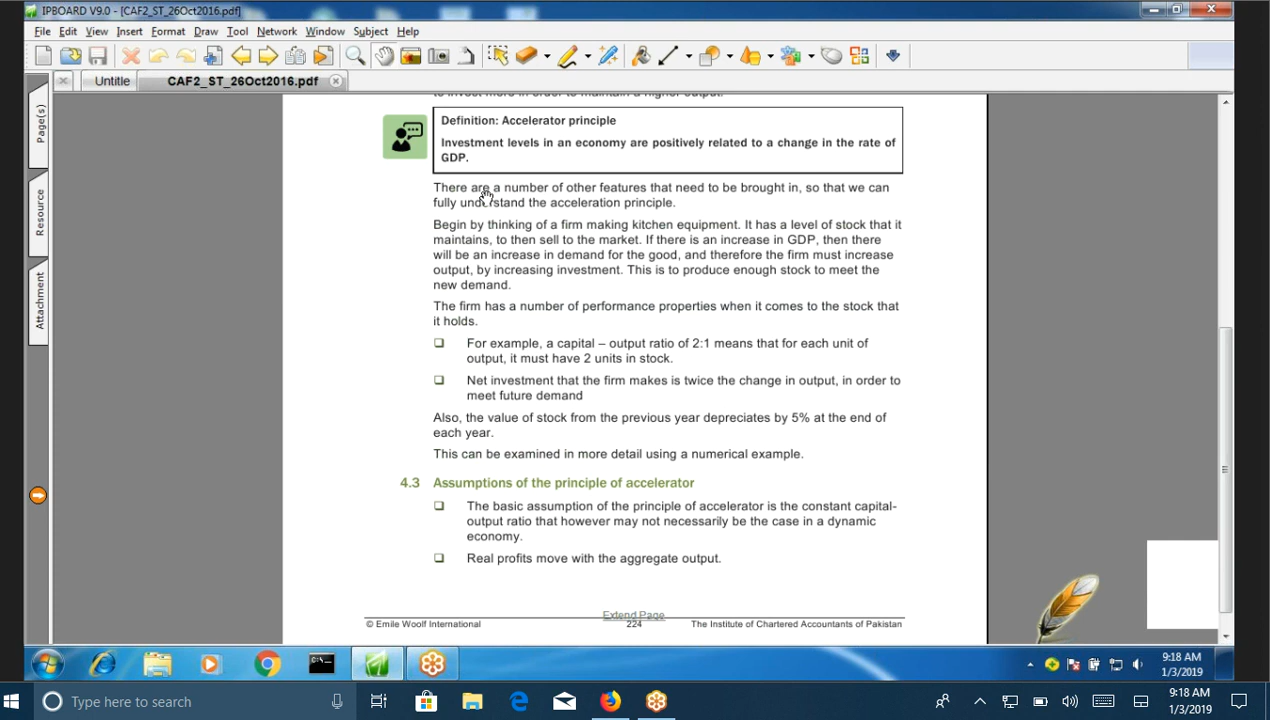 IPBOARD V9.0 - [CAF2_ST_26Oct2016.pdf]
File Edit View Insert Format Draw Tool Network Window Subject Help
Untitle CAF2_ST_26Oct2016.pdf
Page(s)
Resource
Attachment
to invest more in order to maintain a higher output.
Definition: Accelerator principle
Investment levels in an economy are positively related to a change in the rate of
GDP.
There are a number of other features that need to be brought in, so that we can
fully understand the acceleration principle.
Begin by thinking of a firm making kitchen equipment. It has a level of stock that it
maintains, to then sell to the market. If there is an increase in GDP, then there
will be an increase in demand for the good, and therefore the firm must increase
output, by increasing investment. This is to produce enough stock to meet the
new demand.
The firm has a number of performance properties when it comes to the stock that
it holds.
For example, a capital – output ratio of 2:1 means that for each unit of
output, it must have 2 units in stock.
Net investment that the firm makes is twice the change in output, in order to
meet future demand
Also, the value of stock from the previous year depreciates by 5% at the end of
each year.
This can be examined in more detail using a numerical example.
4.3 Assumptions of the principle of accelerator
The basic assumption of the principle of accelerator is the constant capital-
output ratio that however may not necessarily be the case in a dynamic
economy.
Real profits move with the aggregate output.
Extend Page
© Emile Woolf International 224 The Institute of Chartered Accountants of Pakistan
9:18 AM
1/3/2019
Type here to search
9:18 AM
1/3/2019